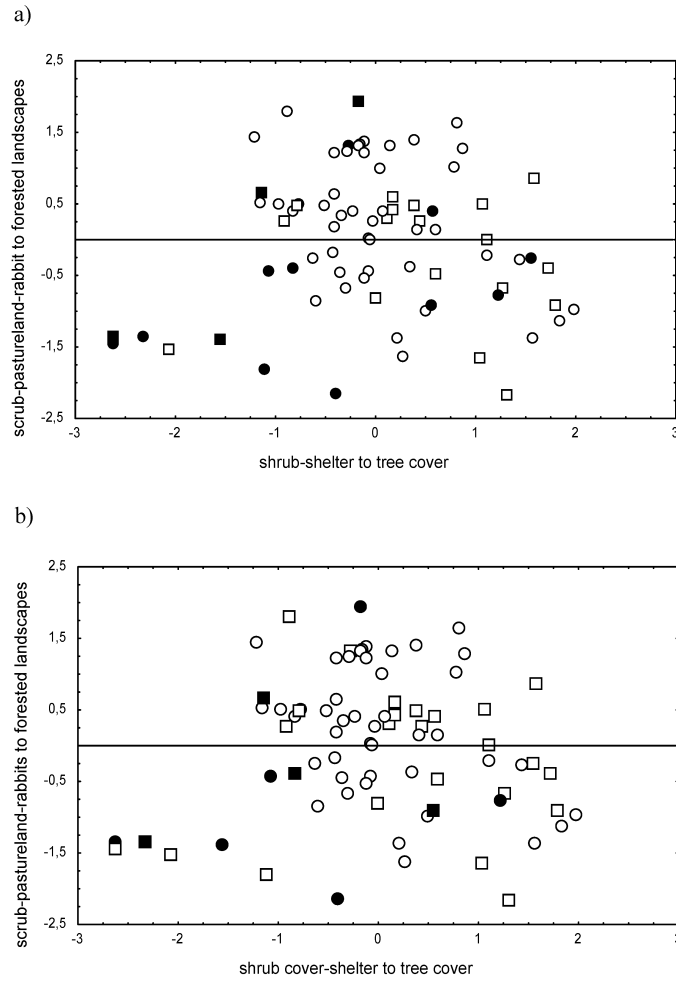 a)
scrub-pastureland-rabbit to forested landscapes
2,5
1,5
0,5
-0,5
-1,5
-2,5
-3 -2 -1 0 1 2 3
shrub-shelter to tree cover
b)
scrub-pastureland-rabbits to forested landscapes
2,5
1,5
0,5
-0,5
-1,5
-2,5
-3 -2 -1 0 1 2 3
shrub cover-shelter to tree cover